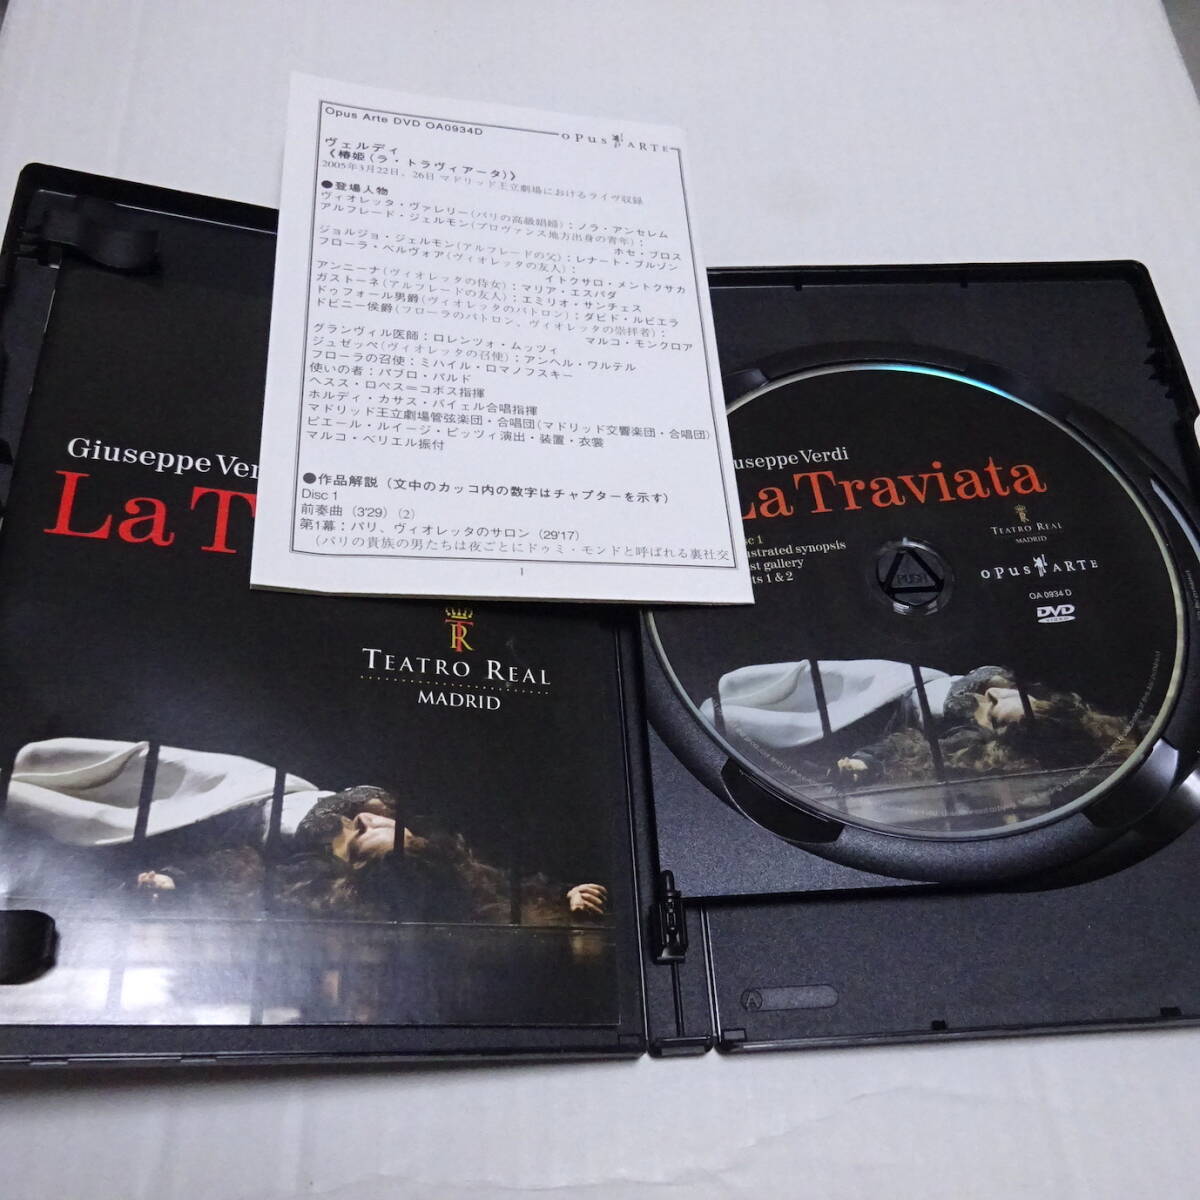 Opus Arte DVD OA0934D
OPUS ARTE
ヴェルディ
《椿姫（ラ・トラヴィアータ）》
2005年3月22日、26日 マドリッド王立劇場におけるライヴ収録
●登場人物
ヴィオレッタ・ヴァレリー（パリの高級娼婦）：ノラ・アンセレム
アルフレード・ジェルモン（プロヴァンス地方出身の青年）：
ホセ・ブロス
ジョルジョ・ジェルモン（アルフレードの父）：レナート・ブルゾン
フローラ・ベルヴォア（ヴィオレッタの友人）：
イトクサロ・メントクサカ
アンニーナ（ヴィオレッタの侍女）：マリア・エスパダ
ガストーネ（アルフレードの友人）：エミリオ・サンチェス
ドゥフォール男爵（ヴィオレッタのパトロン）：ダビド・ルビエラ
ドビニー侯爵（フローラのパトロン、ヴィオレッタの崇拝者）：
マルコ・モンクロア
グランヴィル医師：ロレンツォ・ムッツィ
ジュゼッペ（ヴィオレッタの召使）：アンヘル・ワルテル
フローラの召使：ミハイル・ロマノフスキー
使いの者：パブロ・パルド
ヘスス・ロペス＝コボス指揮
ホルディ・カサス・バイェル合唱指揮
マドリッド王立劇場管弦楽団・合唱団（マドリッド交響楽団・合唱団）
ピエール・ルイージ・ピッツィ演出・装置・衣裳
マルコ・ベリエル振付
●作品解説（文中のカッコ内の数字はチャプターを示す）
Disc 1
前奏曲（3'29）（2）
第1幕：パリ、ヴィオレッタのサロン（29'17）
（パリの貴族の男たちは夜ごとにドゥミ・モンドと呼ばれる裏社交
1
Giuseppe Ver
La T
TR
TEATRO REAL
MADRID
useppe Verdi
La Traviata
TEATRO REAL
MADRID
sc 1
ustrated synopsis
st gallery
ts 1 & 2
OPUS ARTE
OA 0934 D
DVD
VIDEO
PUSH
A